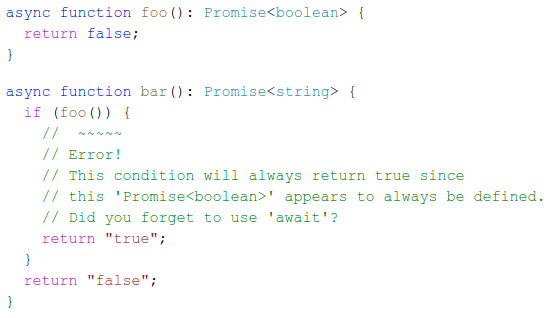 async function foo(): Promise<boolean> {
  return false;
}

async function bar(): Promise<string> {
  if (foo()) {
    //  ~~~~~
    // Error!
    // This condition will always return true since
    // this 'Promise<boolean>' appears to always be defined.
    // Did you forget to use 'await'?
    return "true";
  }
  return "false";
}